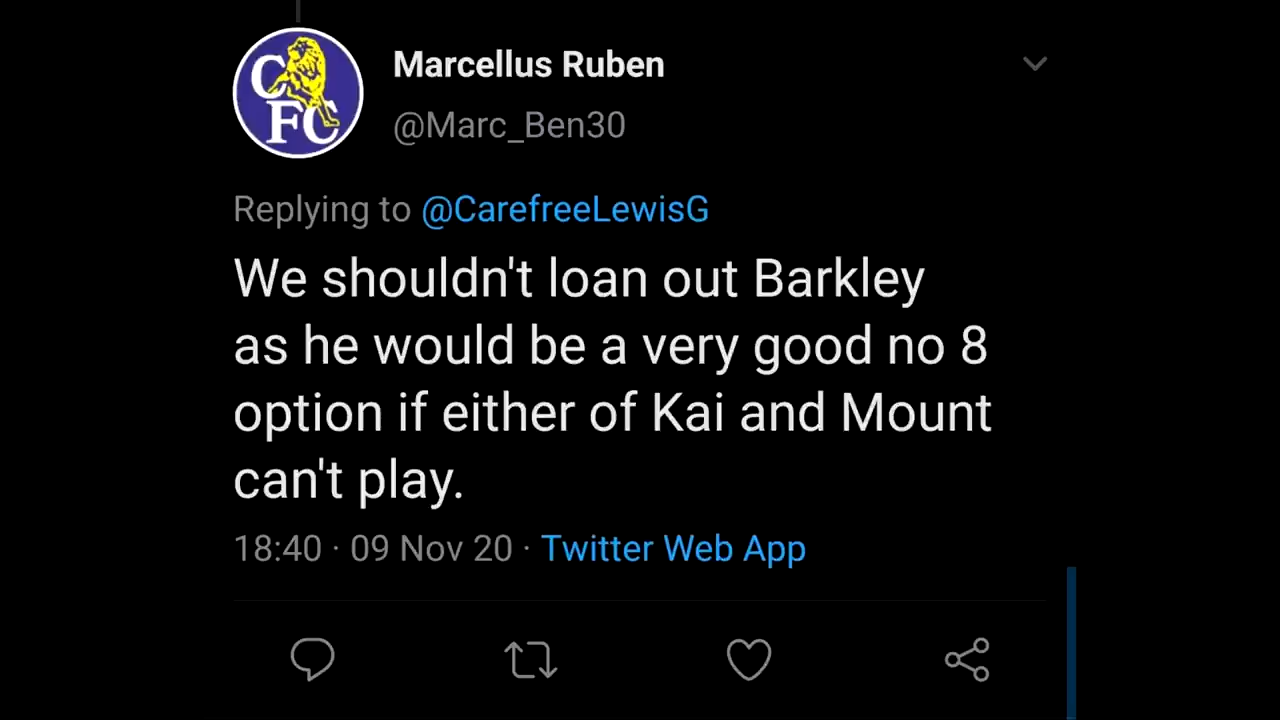 CFC
Marcellus Ruben
@Marc_Ben30
Replying to @CarefreeLewisG
We shouldn't loan out Barkley
as he would be a very good no 8
option if either of Kai and Mount
can't play.
18:40 · 09 Nov 20 · Twitter Web App